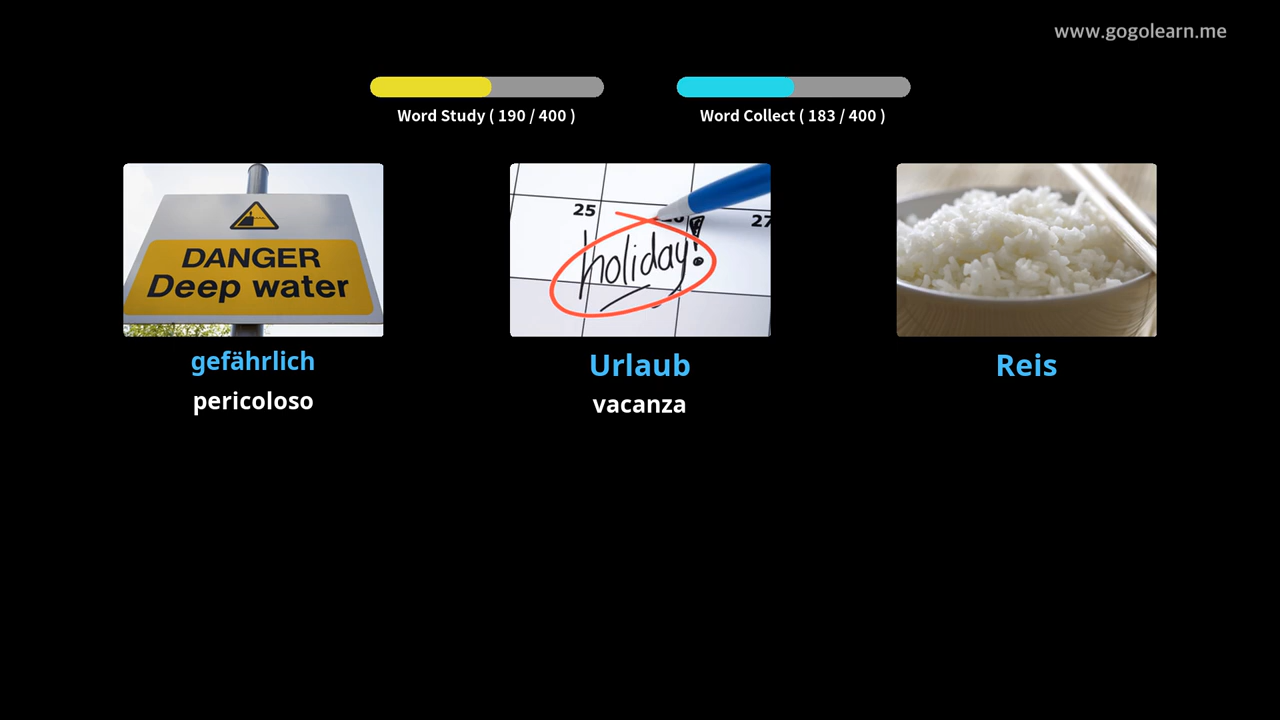 www.gogolearn.me
Word Study ( 190 / 400 )
Word Collect ( 183 / 400 )
DANGER
Deep water
25
27
holiday!
gefährlich
Urlaub
Reis
pericoloso
vacanza